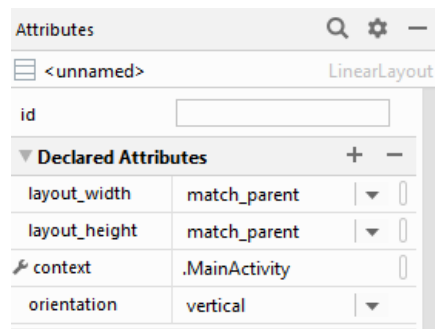 Attributes
<unnamed> LinearLayout
id
Declared Attributes
layout_width match_parent
layout_height match_parent
context .MainActivity
orientation vertical